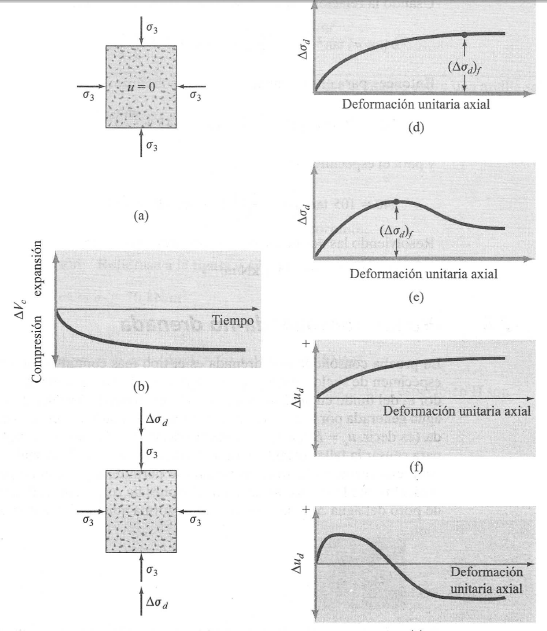 σ3
u = 0
σ3
σ3
σ3
(a)
ΔVc
Compresión expansión
Tiempo
(b)
Δσd
σ3
σ3
σ3
σ3
Δσd
Δσd
(Δσd)f
Deformación unitaria axial
(d)
Δσd
(Δσd)f
Deformación unitaria axial
(e)
+
Δud
Deformación unitaria axial
(f)
+
Δud
Deformación
unitaria axial